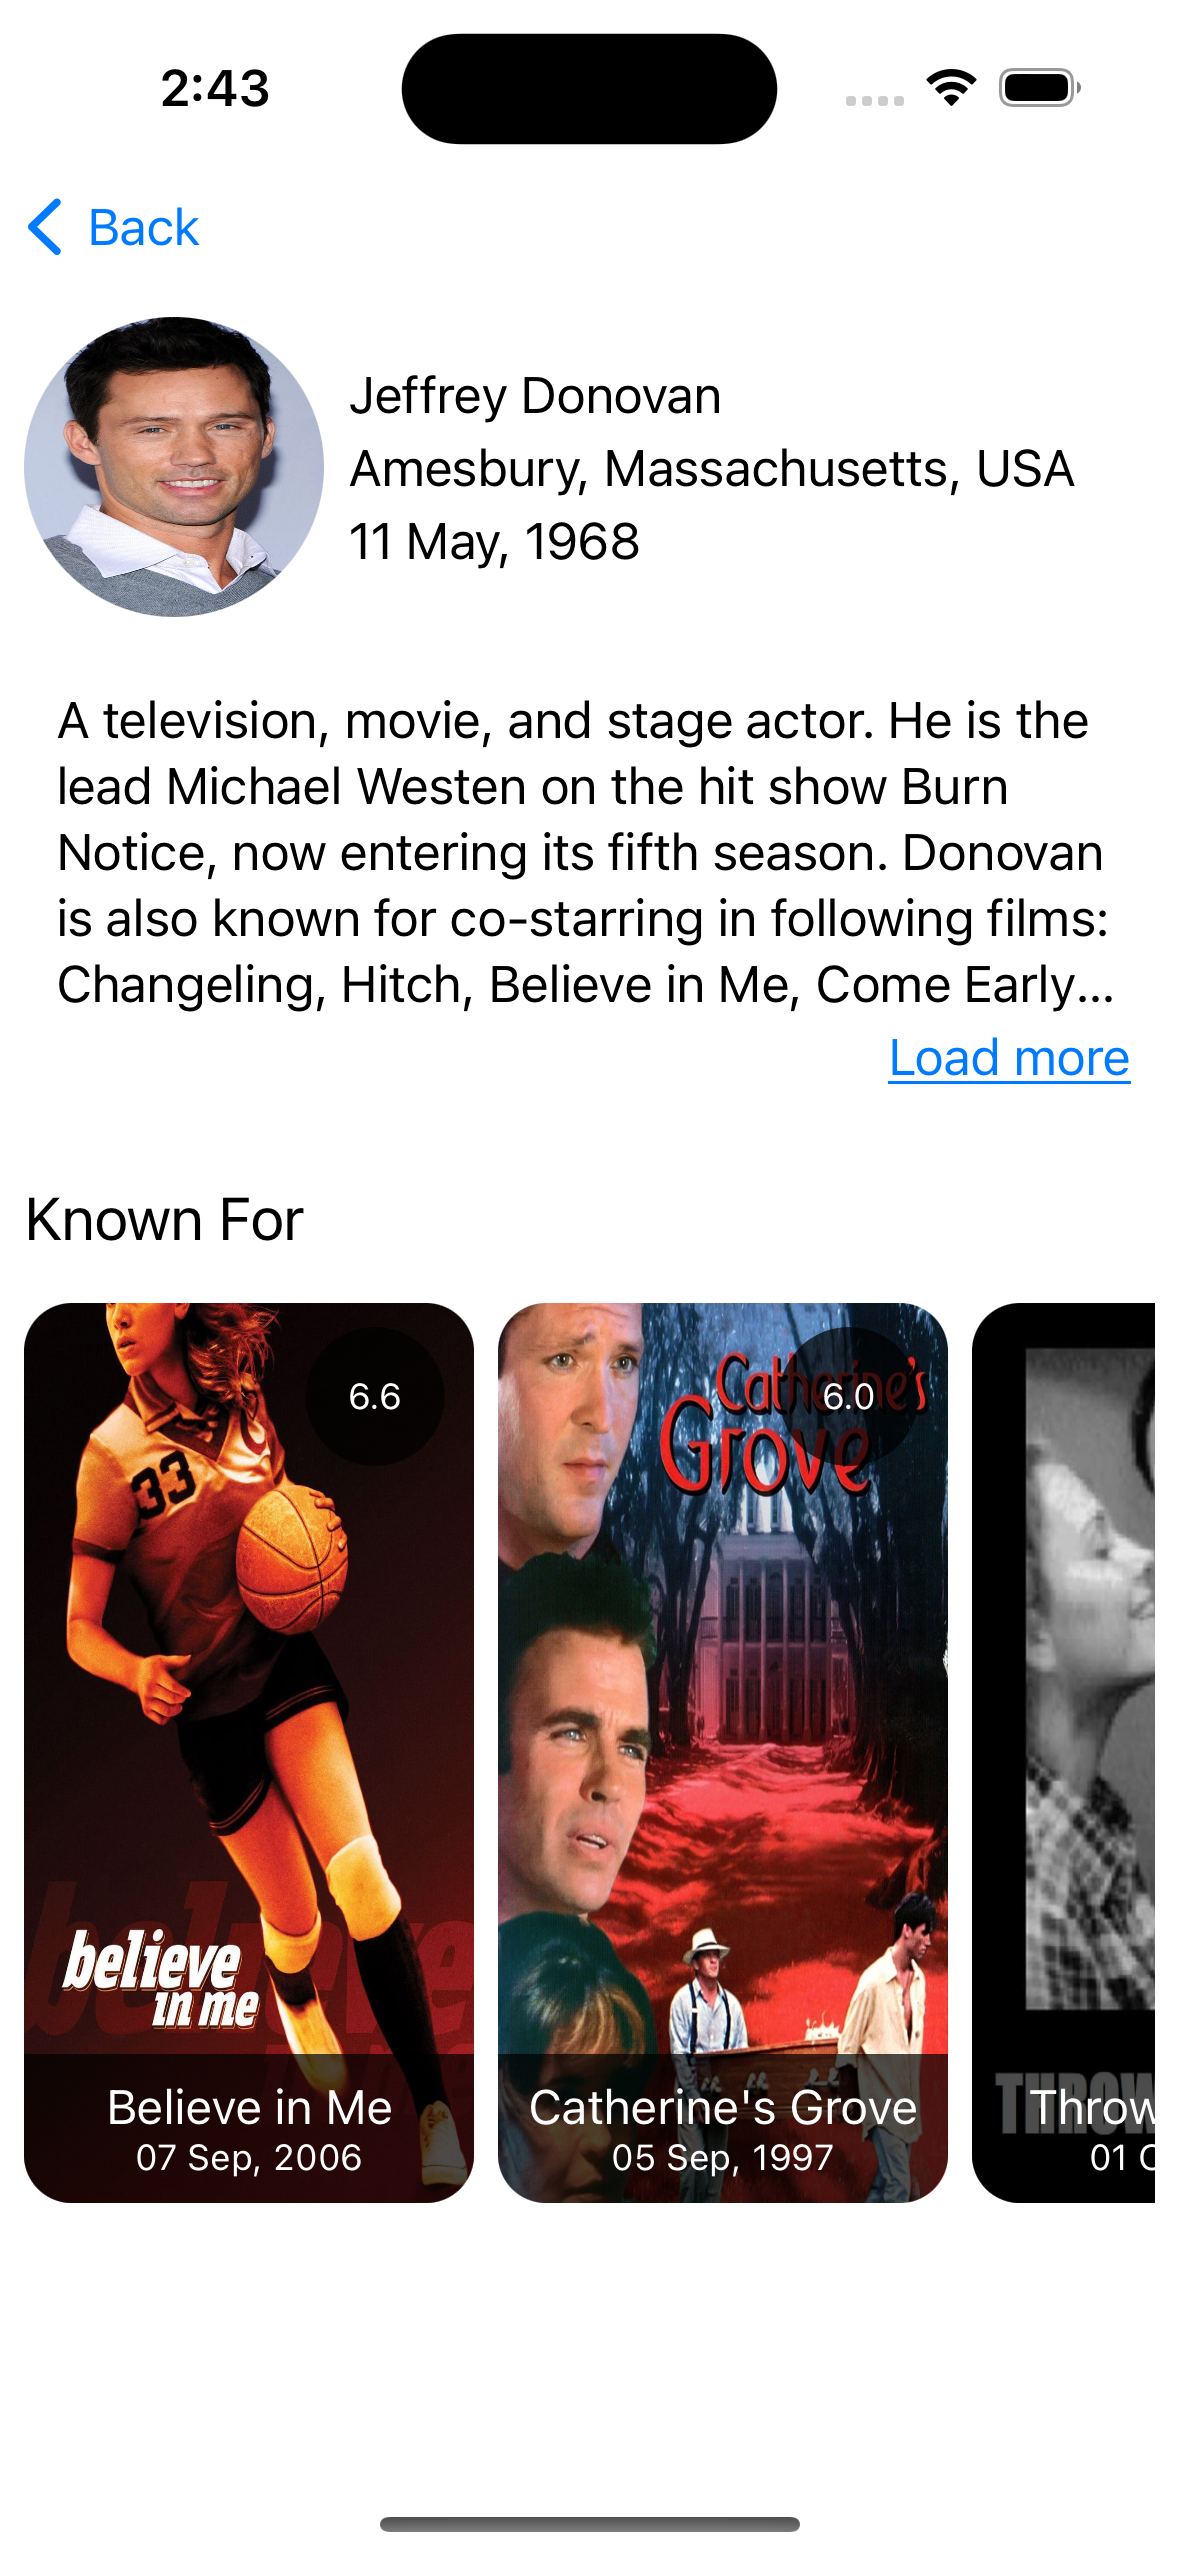 2:43
Back
Jeffrey Donovan
Amesbury, Massachusetts, USA
11 May, 1968
A television, movie, and stage actor. He is the
lead Michael Westen on the hit show Burn
Notice, now entering its fifth season. Donovan
is also known for co-starring in following films:
Changeling, Hitch, Believe in Me, Come Early...
Load more
Known For
6.6
33
believe
in me
Believe in Me
07 Sep, 2006
6.0
Catherine's
Grove
Catherine's Grove
05 Sep, 1997
THROW
Throw
01